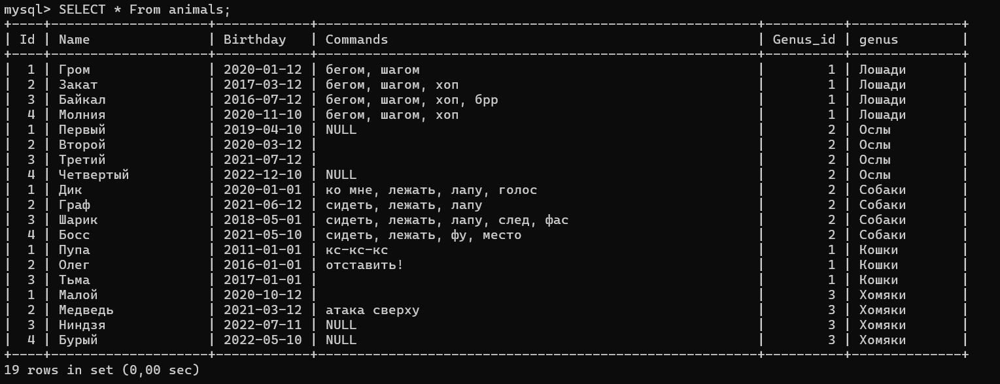 mysql> SELECT * From animals;
+----+--------------------+------------+--------------------------------------------------------+----------+--------------+
| Id | Name | Birthday | Commands | Genus_id | genus |
+----+--------------------+------------+--------------------------------------------------------+----------+--------------+
| 1 | Гром | 2020-01-12 | бегом, шагом | 1 | Лошади |
| 2 | Закат | 2017-03-12 | бегом, шагом, хоп | 1 | Лошади |
| 3 | Байкал | 2016-07-12 | бегом, шагом, хоп, брр | 1 | Лошади |
| 4 | Молния | 2020-11-10 | бегом, шагом, хоп | 1 | Лошади |
| 1 | Первый | 2019-04-10 | NULL | 2 | Ослы |
| 2 | Второй | 2020-03-12 | | 2 | Ослы |
| 3 | Третий | 2021-07-12 | | 2 | Ослы |
| 4 | Четвертый | 2022-12-10 | NULL | 2 | Ослы |
| 1 | Дик | 2020-01-01 | ко мне, лежать, лапу, голос | 2 | Собаки |
| 2 | Граф | 2021-06-12 | сидеть, лежать, лапу | 2 | Собаки |
| 3 | Шарик | 2018-05-01 | сидеть, лежать, лапу, след, фас | 2 | Собаки |
| 4 | Босс | 2021-05-10 | сидеть, лежать, фу, место | 2 | Собаки |
| 1 | Пупа | 2011-01-01 | кс-кс-кс | 1 | Кошки |
| 2 | Олег | 2016-01-01 | отставить! | 1 | Кошки |
| 3 | Тьма | 2017-01-01 | | 1 | Кошки |
| 1 | Малой | 2020-10-12 | | 3 | Хомяки |
| 2 | Медведь | 2021-03-12 | атака сверху | 3 | Хомяки |
| 3 | Ниндзя | 2022-07-11 | NULL | 3 | Хомяки |
| 4 | Бурый | 2022-05-10 | NULL | 3 | Хомяки |
+----+--------------------+------------+--------------------------------------------------------+----------+--------------+
19 rows in set (0,00 sec)